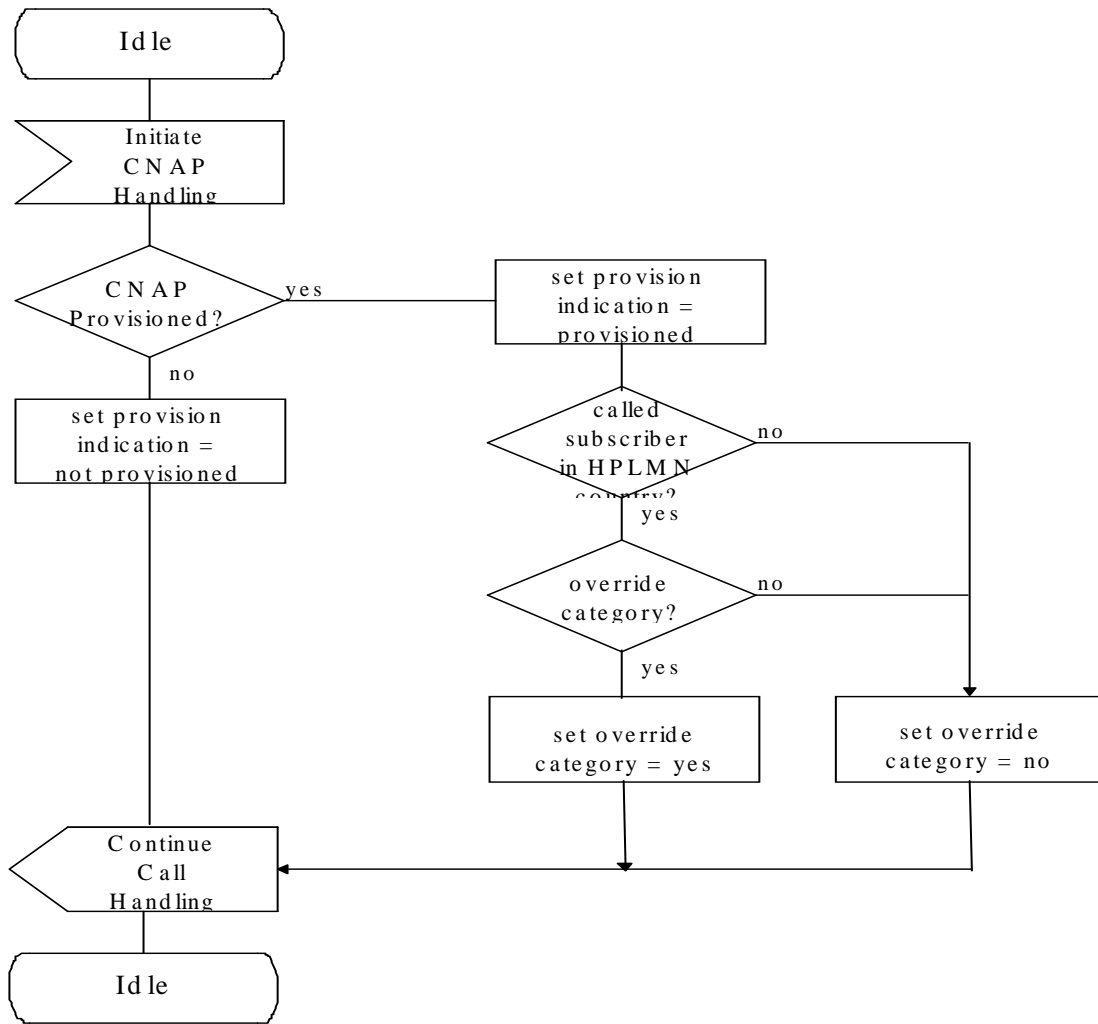 Idle
Initiate
CNAP
Handling
CNAP
Provisioned?
yes
set provision
indication =
provisioned
no
set provision
indication =
not provisioned
called
subscriber
in HPLMN
country?
no
yes
override
category?
no
yes
set override
category = yes
set override
category = no
Continue
Call
Handling
Idle